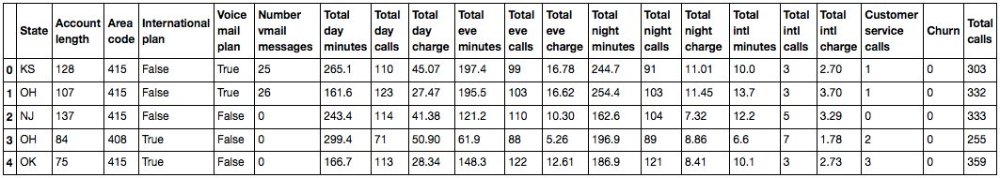 State Account length Area code International plan Voice mail plan Number vmail messages Total day minutes Total day calls Total day charge Total eve minutes Total eve calls Total eve charge Total night minutes Total night calls Total night charge Total intl minutes Total intl calls Total intl charge Customer service calls Churn Total calls
0 KS 128 415 False True 25 265.1 110 45.07 197.4 99 16.78 244.7 91 11.01 10.0 3 2.70 1 0 303
1 OH 107 415 False True 26 161.6 123 27.47 195.5 103 16.62 254.4 103 11.45 13.7 3 3.70 1 0 332
2 NJ 137 415 False False 0 243.4 114 41.38 121.2 110 10.30 162.6 104 7.32 12.2 5 3.29 0 0 333
3 OH 84 408 True False 0 299.4 71 50.90 61.9 88 5.26 196.9 89 8.86 6.6 7 1.78 2 0 255
4 OK 75 415 True False 0 166.7 113 28.34 148.3 122 12.61 186.9 121 8.41 10.1 3 2.73 3 0 359